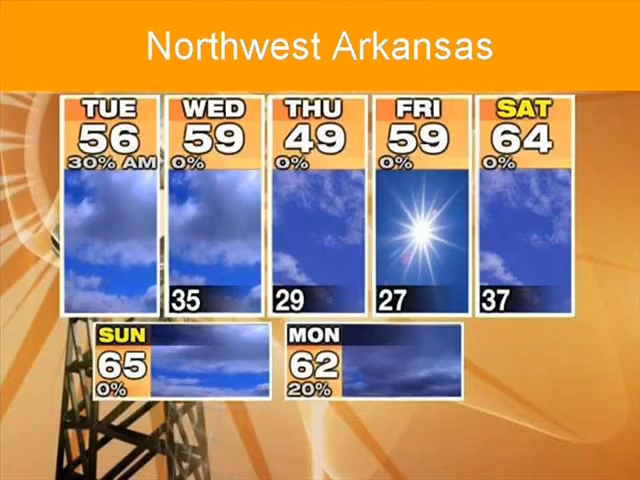 Northwest Arkansas
TUE WED THU FRI SAT
56 59 49 59 64
30% AM 0% 0% 0% 0%
35 29 27 37
SUN MON
65 62
0% 20%